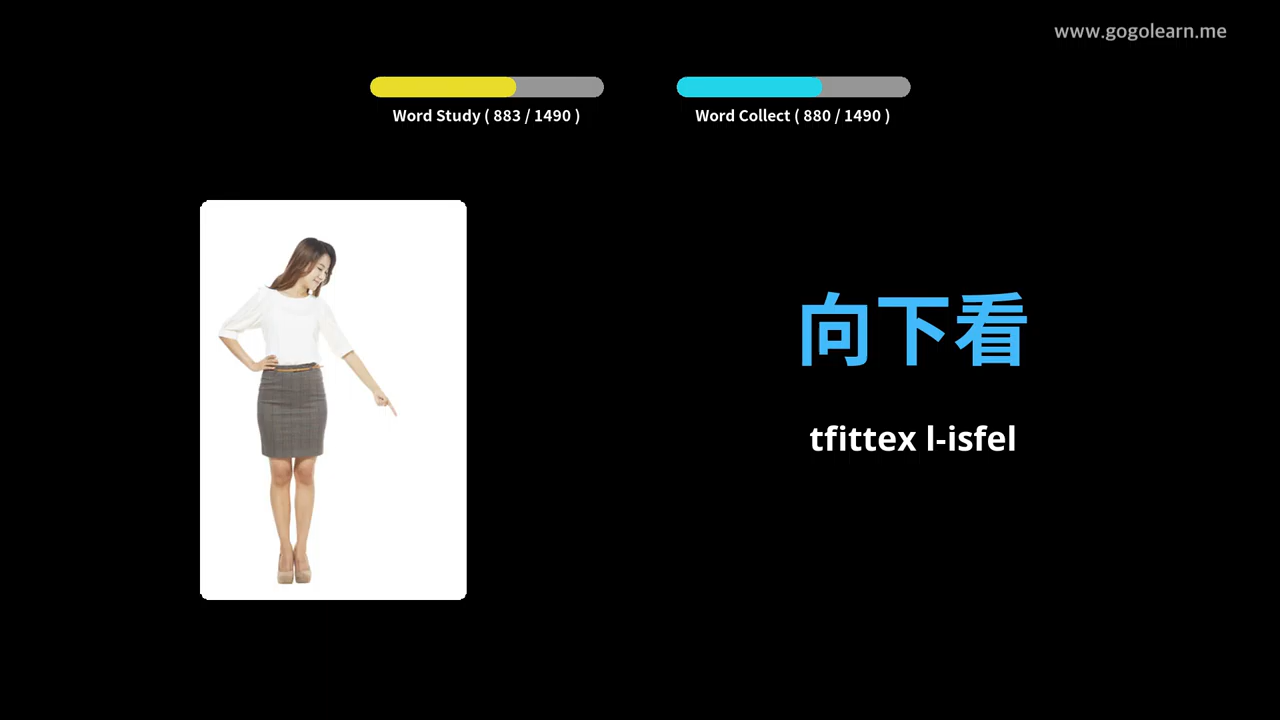 www.gogolearn.me
Word Study ( 883 / 1490 )
Word Collect ( 880 / 1490 )
向下看
tfittex l-isfel